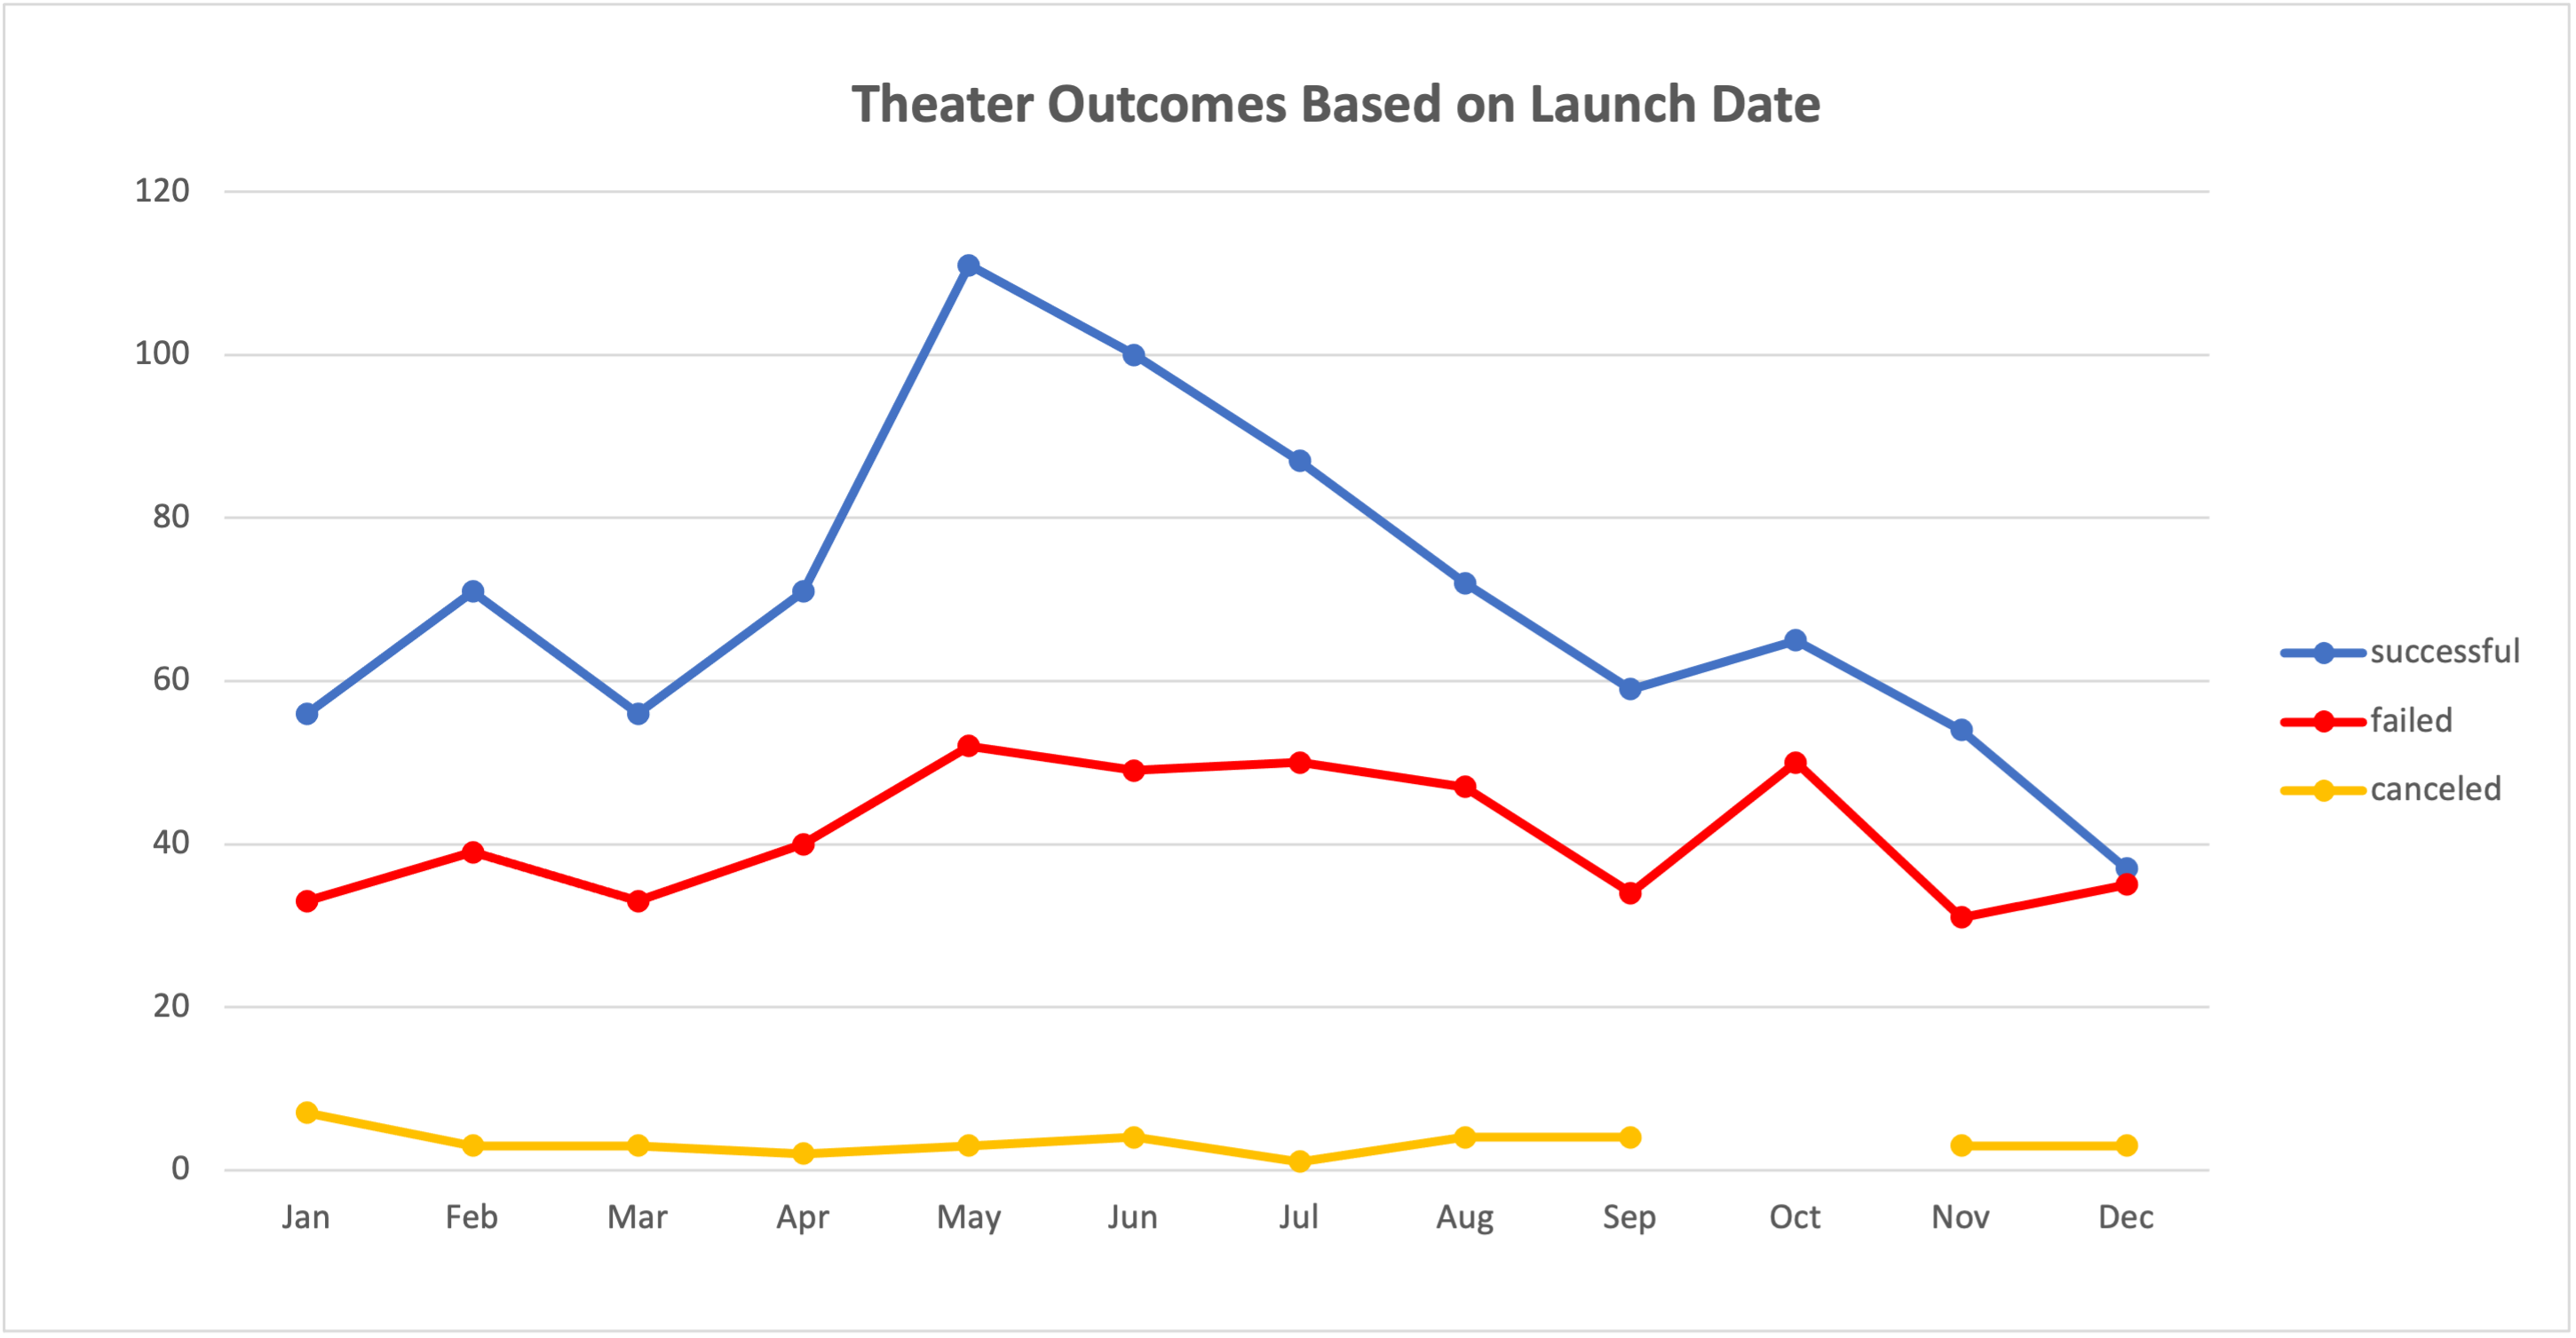 Theater Outcomes Based on Launch Date
120
100
80
60
40
20
0
Jan Feb Mar Apr May Jun Jul Aug Sep Oct Nov Dec
successful
failed
canceled